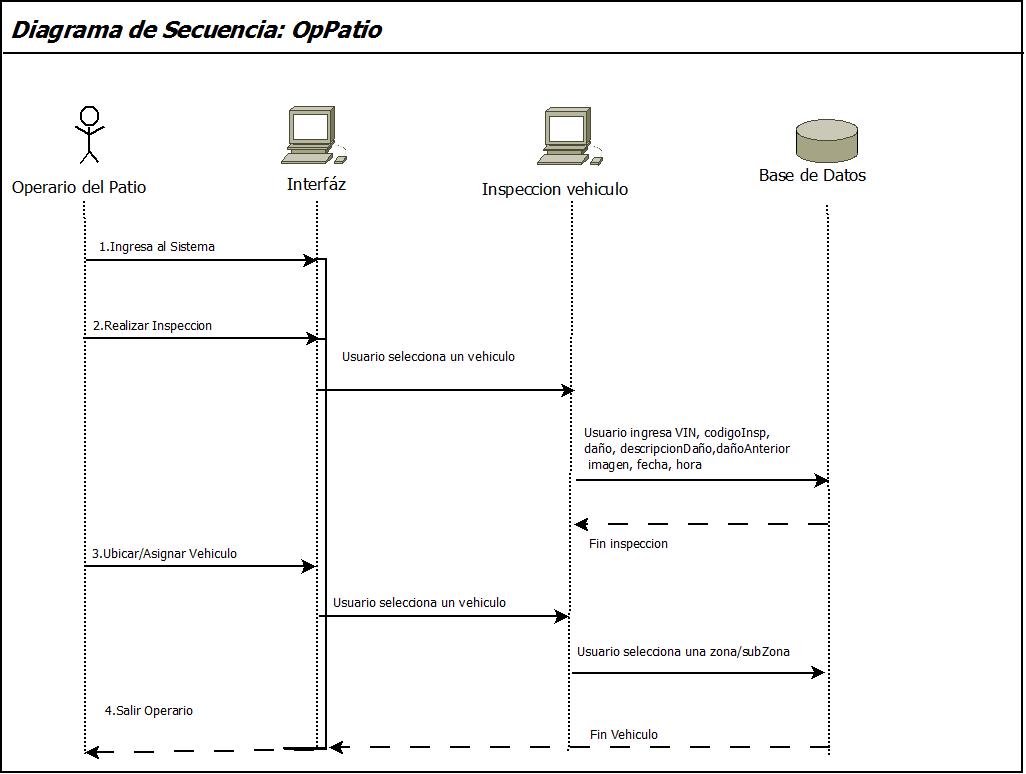 Diagrama de Secuencia: OpPatio
Operario del Patio
Interfáz
Inspeccion vehiculo
Base de Datos
1.Ingresa al Sistema
2.Realizar Inspeccion
Usuario selecciona un vehiculo
Usuario ingresa VIN, codigoInsp,
daño, descripcionDaño,dañoAnterior
imagen, fecha, hora
Fin inspeccion
3.Ubicar/Asignar Vehiculo
Usuario selecciona un vehiculo
Usuario selecciona una zona/subZona
4.Salir Operario
Fin Vehiculo